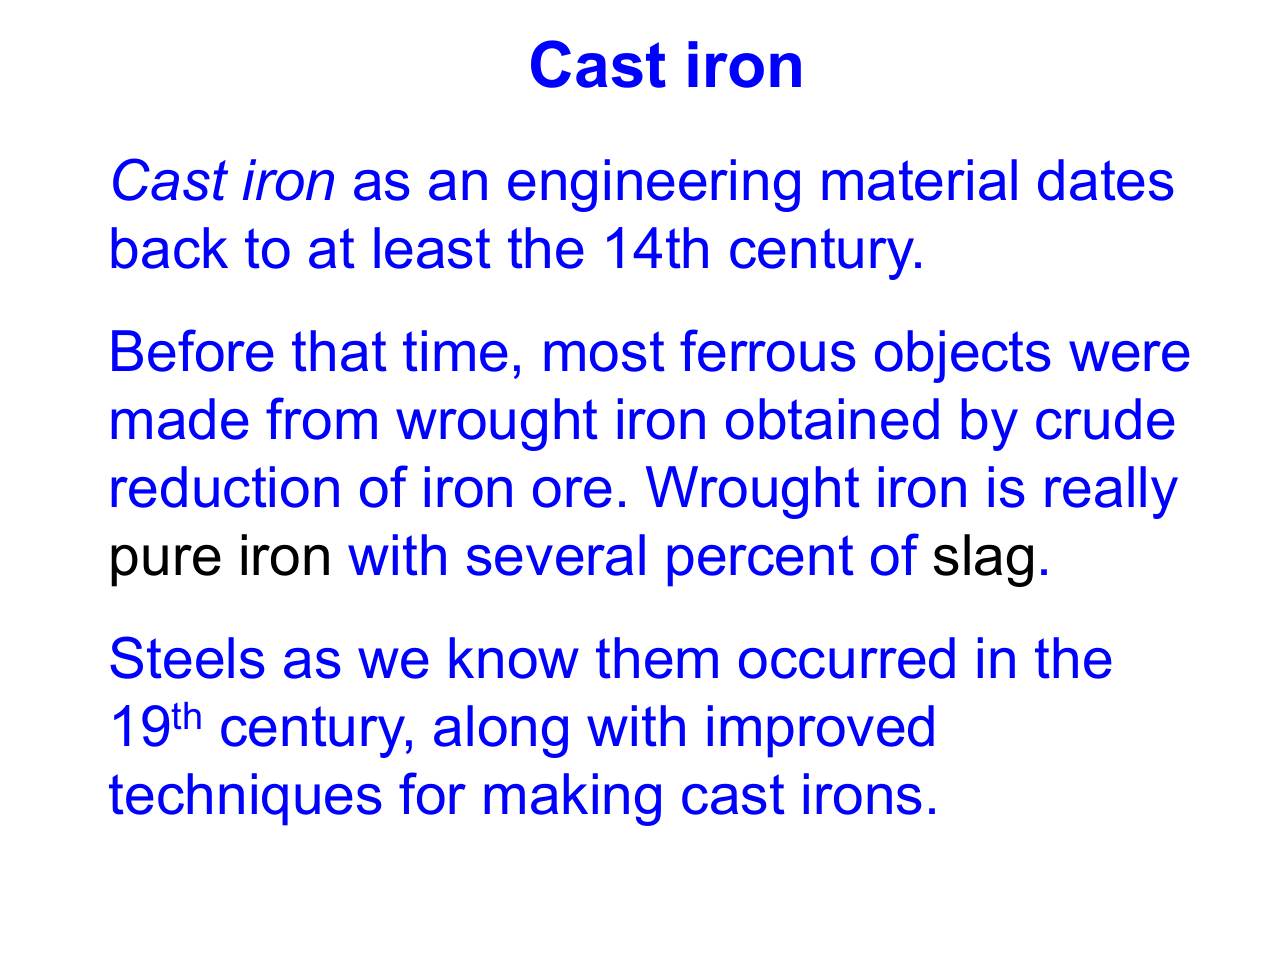 Cast iron
Cast iron as an engineering material dates
back to at least the 14th century.
Before that time, most ferrous objects were
made from wrought iron obtained by crude
reduction of iron ore. Wrought iron is really
pure iron with several percent of slag.
Steels as we know them occurred in the
19th century, along with improved
techniques for making cast irons.